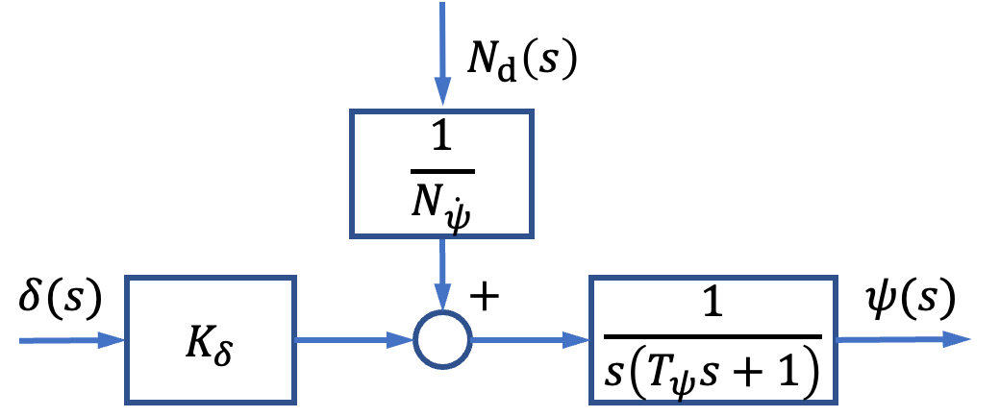 N_d(s)
1
N_ψ̇
+
δ(s)
K_δ
1
s(T_ψ s + 1)
ψ(s)